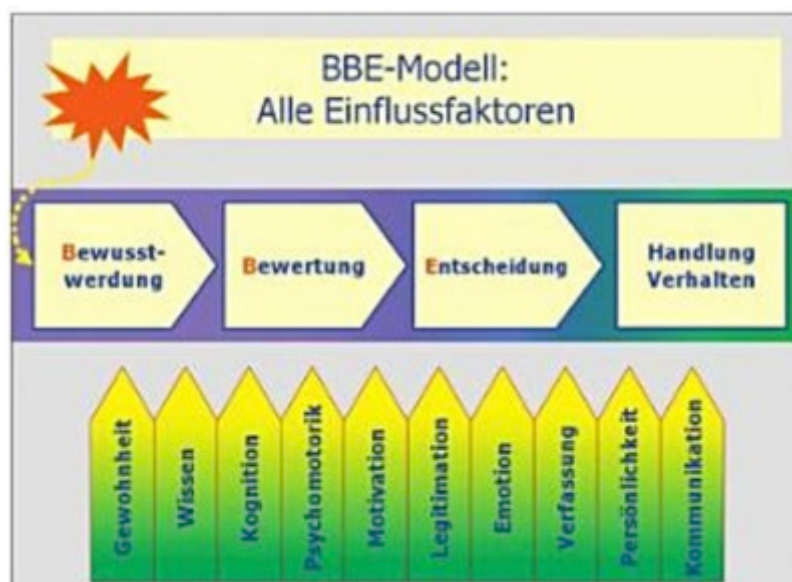 BBE-Modell:
Alle Einflussfaktoren
Bewusst-
werdung
Bewertung
Entscheidung
Handlung
Verhalten
Gewohnheit
Wissen
Kognition
Psychomotorik
Motivation
Legitimation
Emotion
Verfassung
Persönlichkeit
Kommunikation